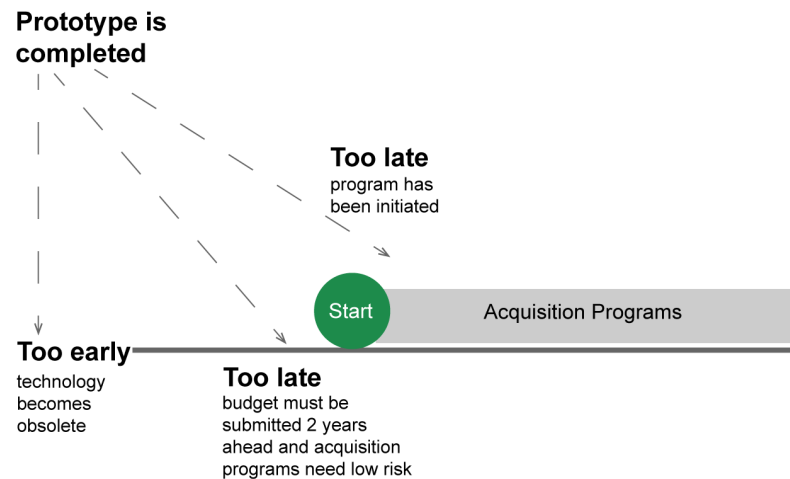 Prototype is
completed
Too late
program has
been initiated
Start
Acquisition Programs
Too early
technology
becomes
obsolete
Too late
budget must be
submitted 2 years
ahead and acquisition
programs need low risk